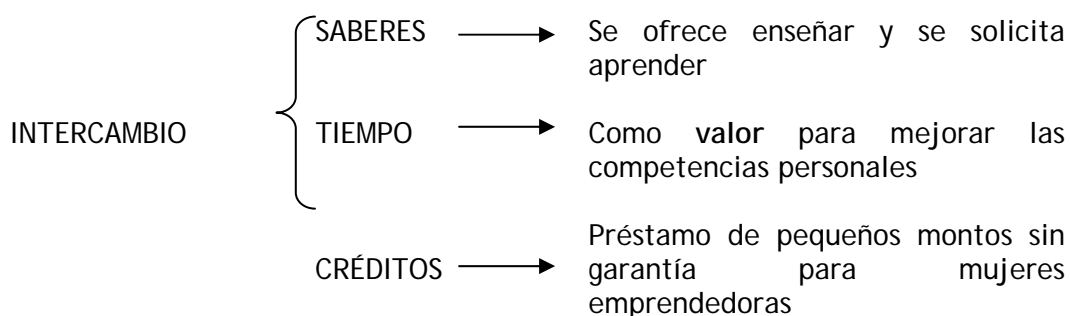 SABERES
Se ofrece enseñar y se solicita
aprender
INTERCAMBIO
TIEMPO
Como valor para mejorar las
competencias personales
CRÉDITOS
Préstamo de pequeños montos sin
garantía para mujeres
emprendedoras